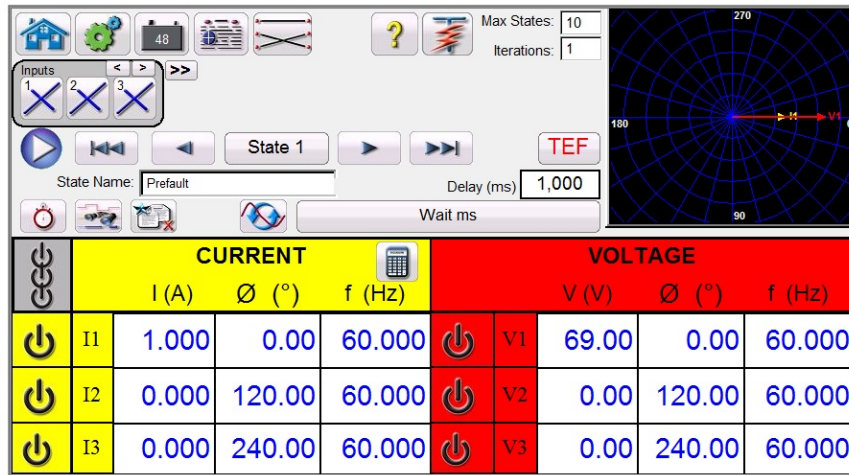 48
?
Max States: 10
Iterations: 1
Inputs < > >>
1 2 3
State 1
TEF
State Name: Prefault
Delay (ms) 1,000
Wait ms
270
180
I1 V1
90
CURRENT VOLTAGE
I (A) Ø (°) f (Hz) V (V) Ø (°) f (Hz)
I1 1.000 0.00 60.000 V1 69.00 0.00 60.000
I2 0.000 120.00 60.000 V2 0.00 120.00 60.000
I3 0.000 240.00 60.000 V3 0.00 240.00 60.000